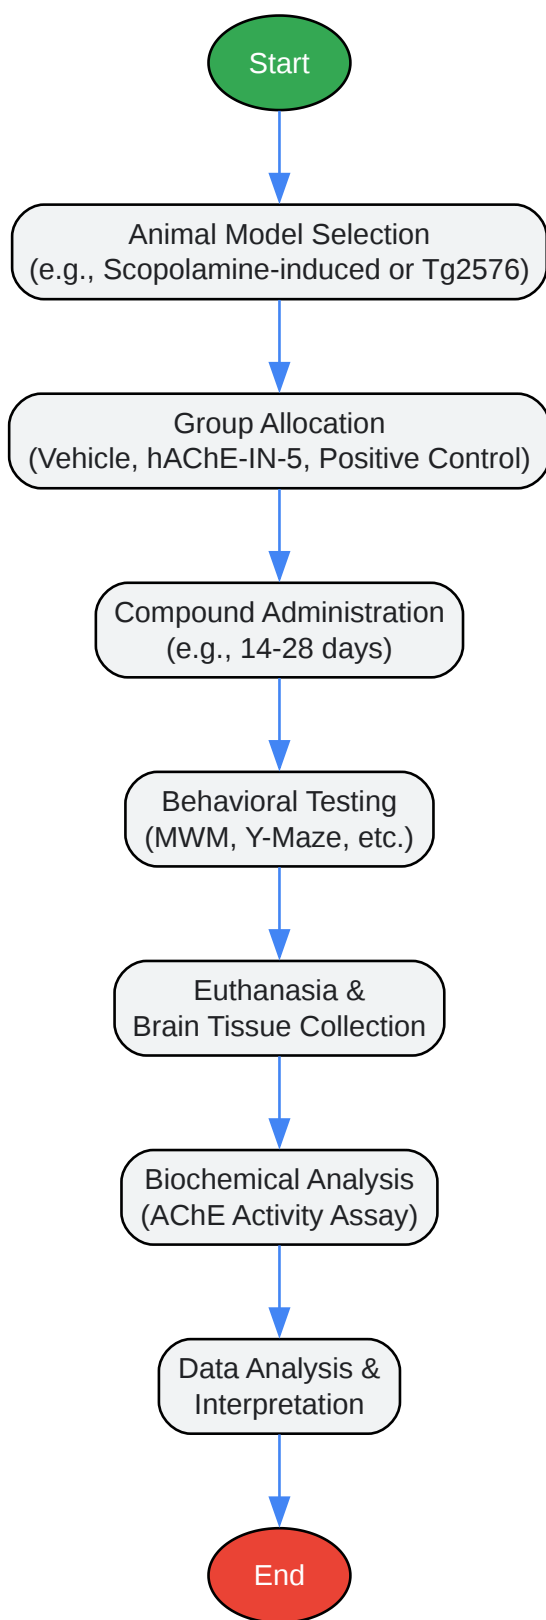 Start
Animal Model Selection
(e.g., Scopolamine-induced or Tg2576)
Group Allocation
(Vehicle, hAChE-IN-5, Positive Control)
Compound Administration
(e.g., 14-28 days)
Behavioral Testing
(MWM, Y-Maze, etc.)
Euthanasia &
Brain Tissue Collection
Biochemical Analysis
(AChE Activity Assay)
Data Analysis &
Interpretation
End